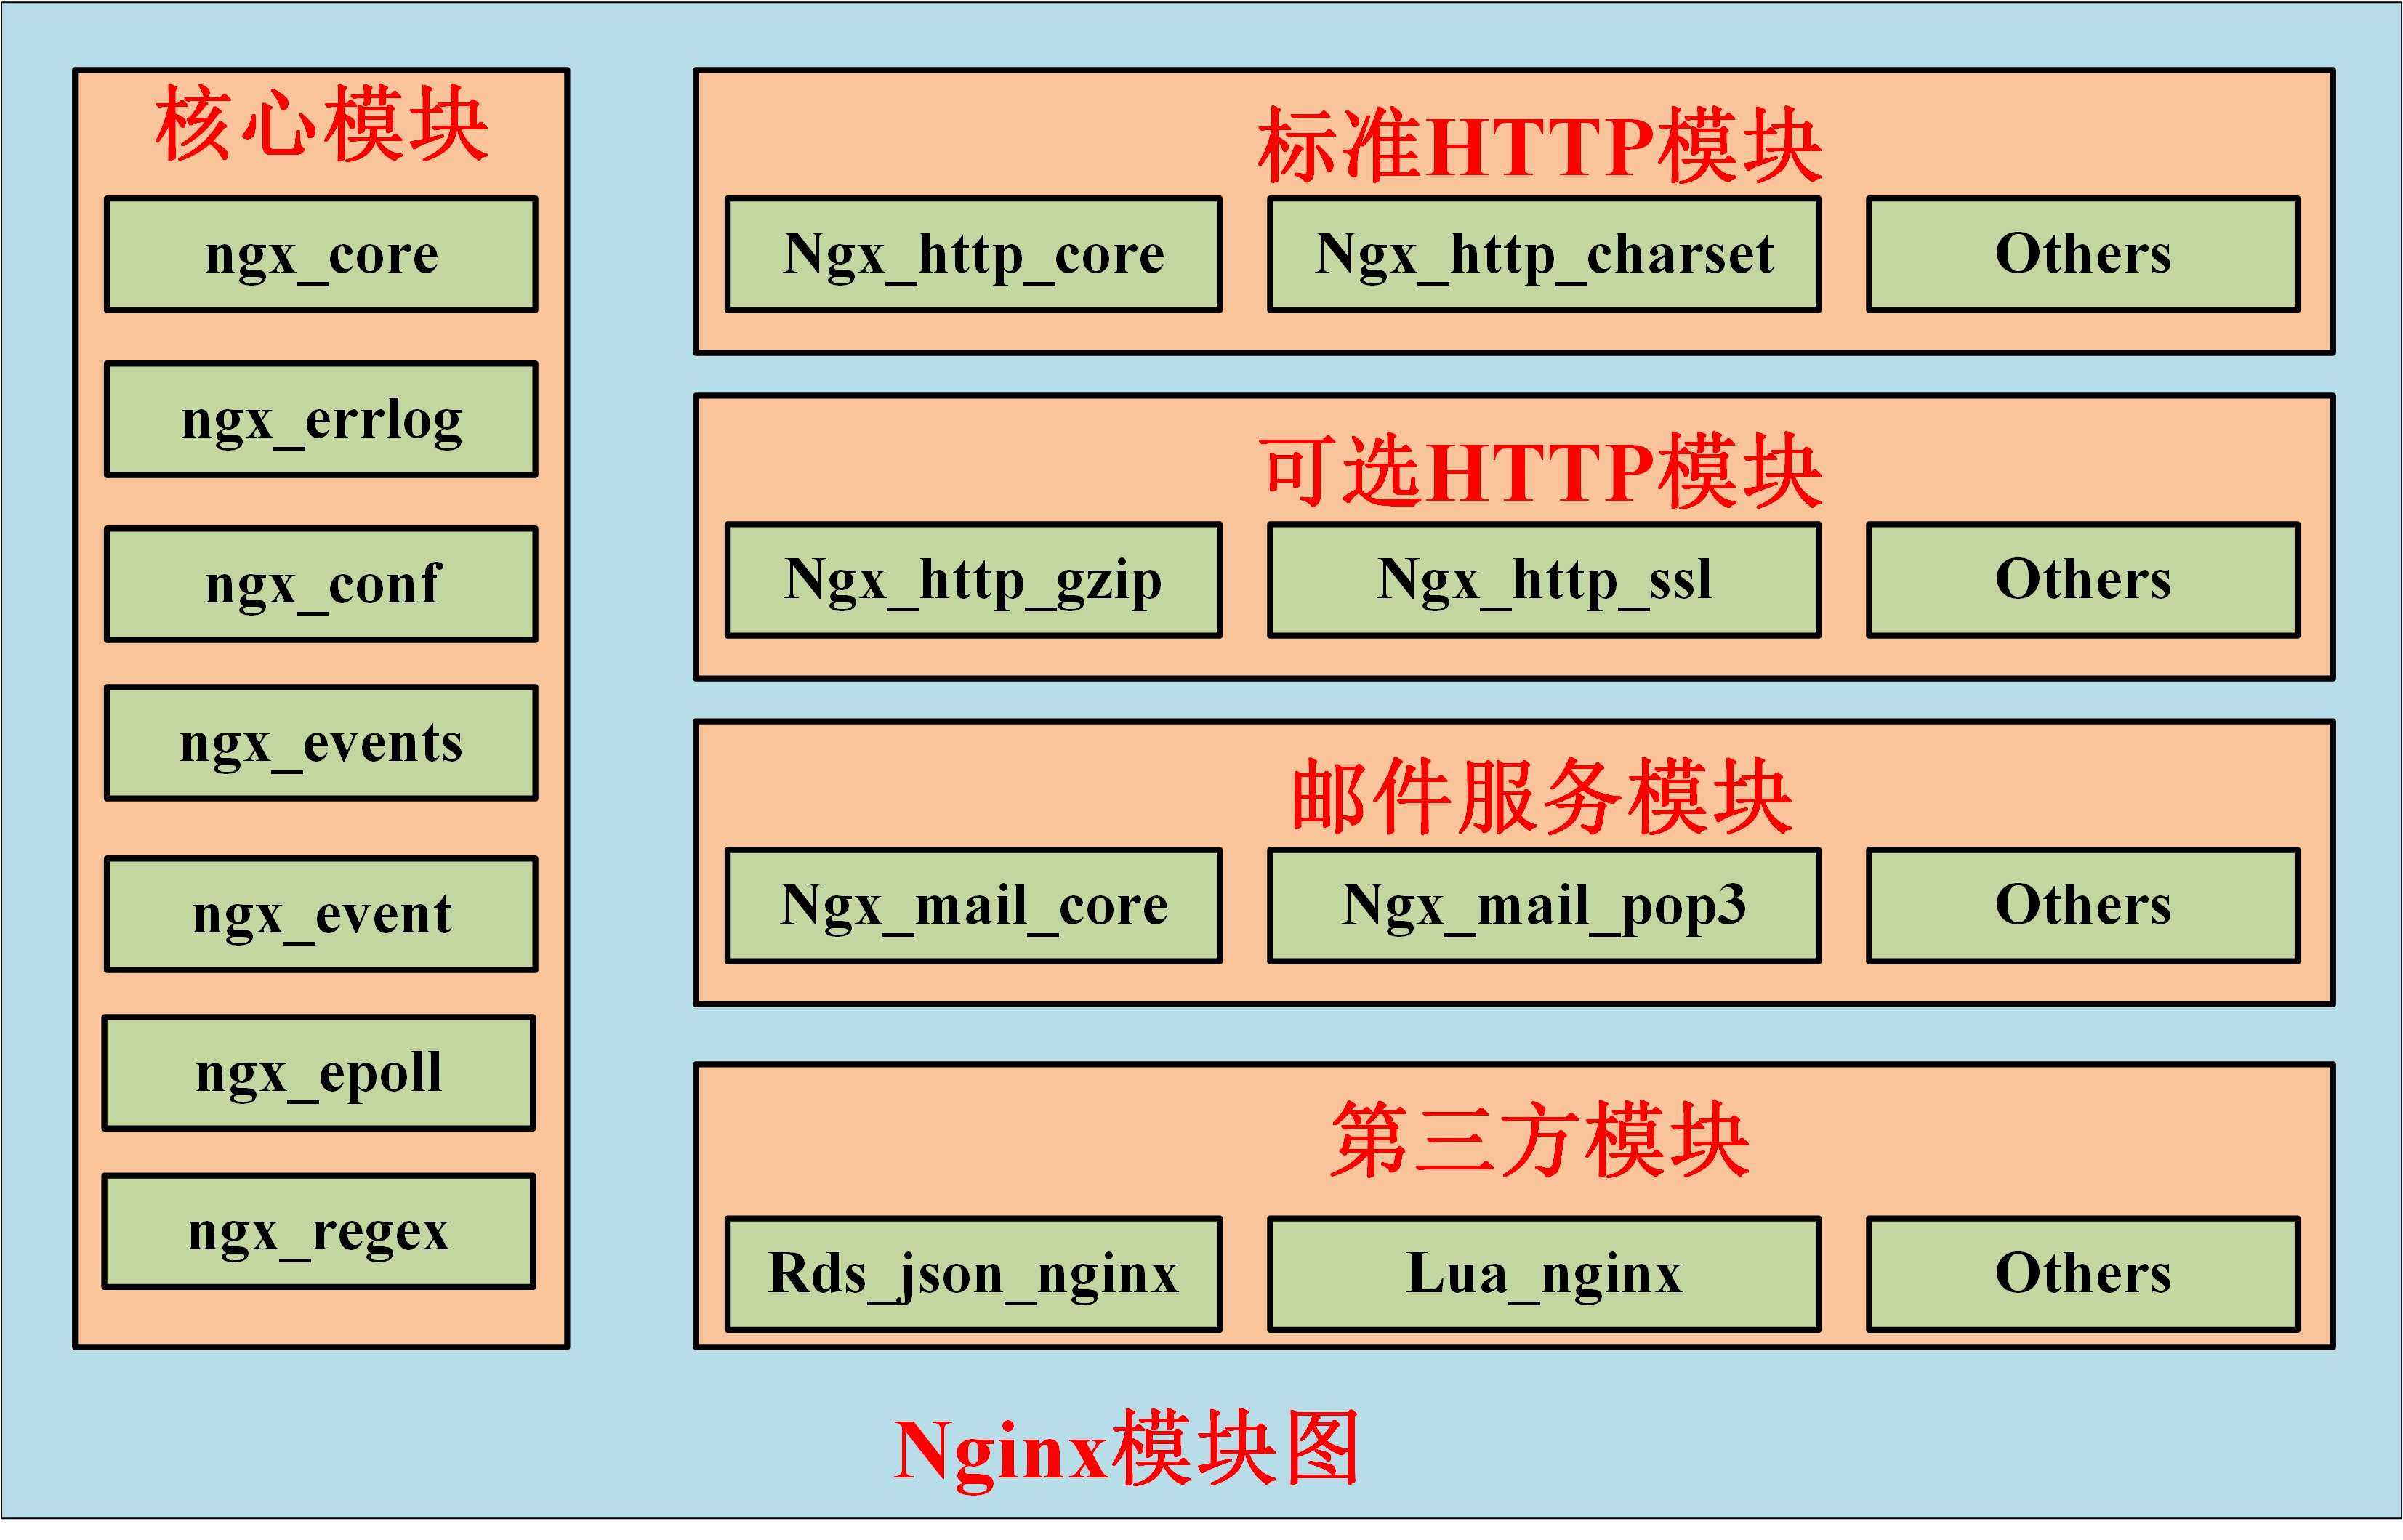 核心模块
ngx_core
ngx_errlog
ngx_conf
ngx_events
ngx_event
ngx_epoll
ngx_regex
标准HTTP模块
Ngx_http_core
Ngx_http_charset
Others
可选HTTP模块
Ngx_http_gzip
Ngx_http_ssl
Others
邮件服务模块
Ngx_mail_core
Ngx_mail_pop3
Others
第三方模块
Rds_json_nginx
Lua_nginx
Others
Nginx模块图